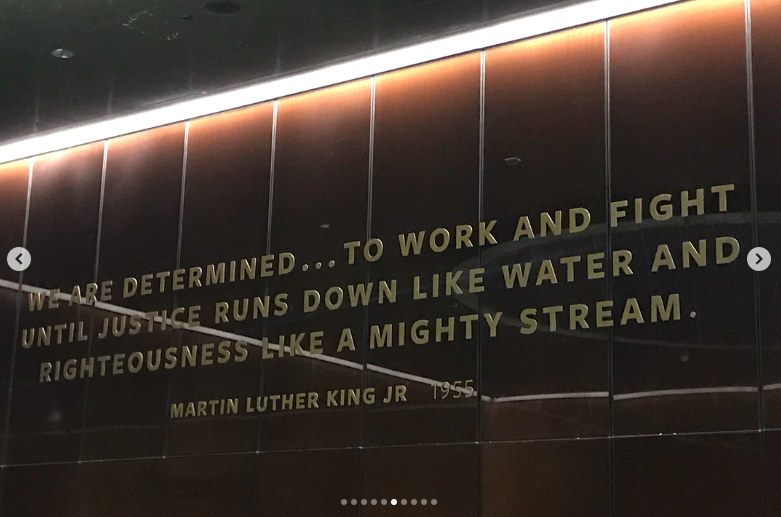 WE ARE DETERMINED... TO WORK AND FIGHT
UNTIL JUSTICE RUNS DOWN LIKE WATER AND
RIGHTEOUSNESS LIKE A MIGHTY STREAM.
MARTIN LUTHER KING JR 1955